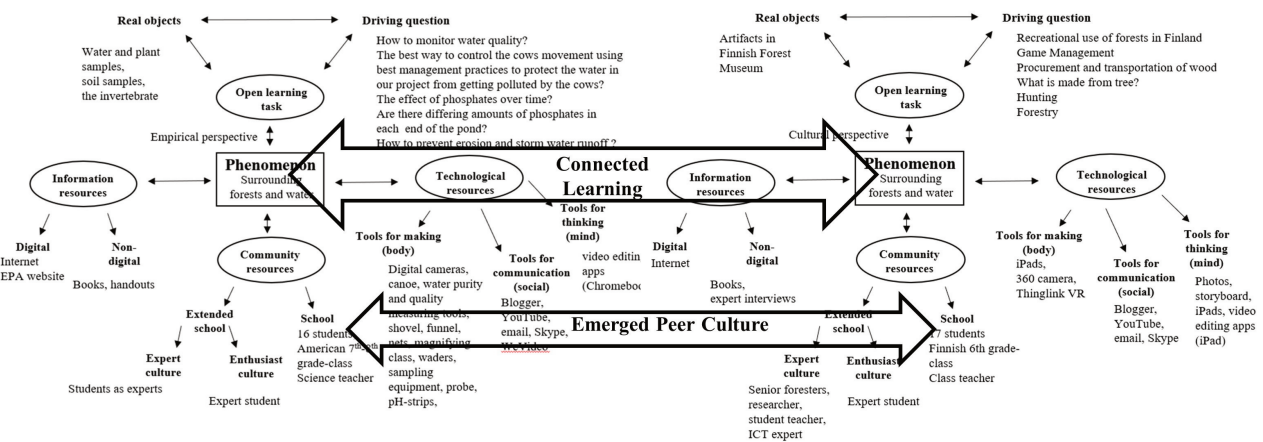 Real objects
Driving question
Water and plant
samples,
soil samples,
the invertebrate
How to monitor water quality?
The best way to control the cows movement using
best management practices to protect the water in
our project from getting polluted by the cows?
The effect of phosphates over time?
Are there differing amounts of phosphates in
each end of the pond?
How to prevent erosion and storm water runoff ?
Open learning
task
Empirical perspective
Phenomenon
Surrounding
forests and water
Information
resources
Technological
resources
Digital
Internet
EPA website
Non-
digital
Books, handouts
Community
resources
Tools for making
(body)
Digital cameras,
canoe, water purity
and quality
measuring tools,
shovel, funnel,
nets, magnifying
class, waders,
sampling
equipment, probe,
pH-strips,
Tools for
communication
(social)
Blogger,
YouTube,
email, Skype,
WeVideo
Tools for
thinking
(mind)
video editin
apps
(Chromeboo
Extended
school
School
16 students
American 7th
grade-class
Science teacher
Expert
culture
Students as experts
Enthusiast
culture
Expert student
Connected
Learning
Emerged Peer Culture
Real objects
Driving question
Artifacts in
Finnish Forest
Museum
Recreational use of forests in Finland
Game Management
Procurement and transportation of wood
What is made from tree?
Hunting
Forestry
Open learning
task
Cultural perspective
Phenomenon
Surrounding
forests and water
Information
resources
Technological
resources
Digital
Internet
Non-
digital
Books,
expert interviews
Community
resources
Tools for making
(body)
iPads,
360 camera,
Thinglink VR
Tools for
communication
(social)
Blogger,
YouTube,
email, Skype
Tools for
thinking
(mind)
Photos,
storyboard,
iPads, video
editing apps
(iPad)
Extended
school
School
17 students
Finnish 6th grade-
class
Class teacher
Expert
culture
Senior foresters,
researcher,
student teacher,
ICT expert
Enthusiast
culture
Expert student